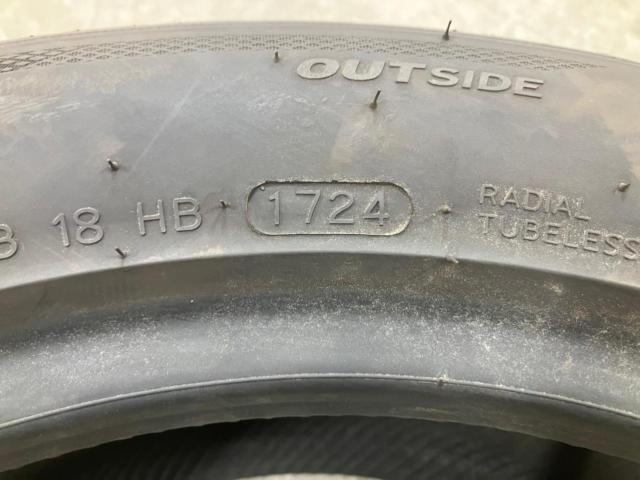 OUTSIDE
18 HB 1724
RADIAL
TUBELESS